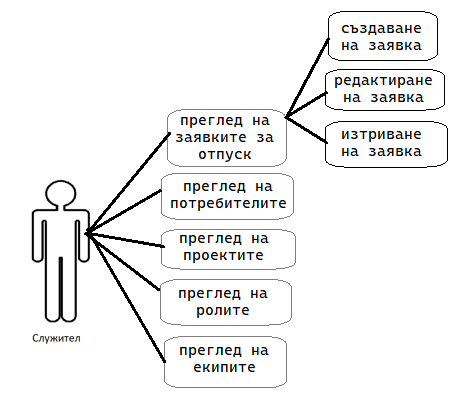 създаване
на заявка
редактиране
на заявка
изтриване
на заявка
преглед на
заявките за
отпуск
преглед на
потребителите
преглед на
проектите
преглед на
ролите
преглед на
екипите
Служител